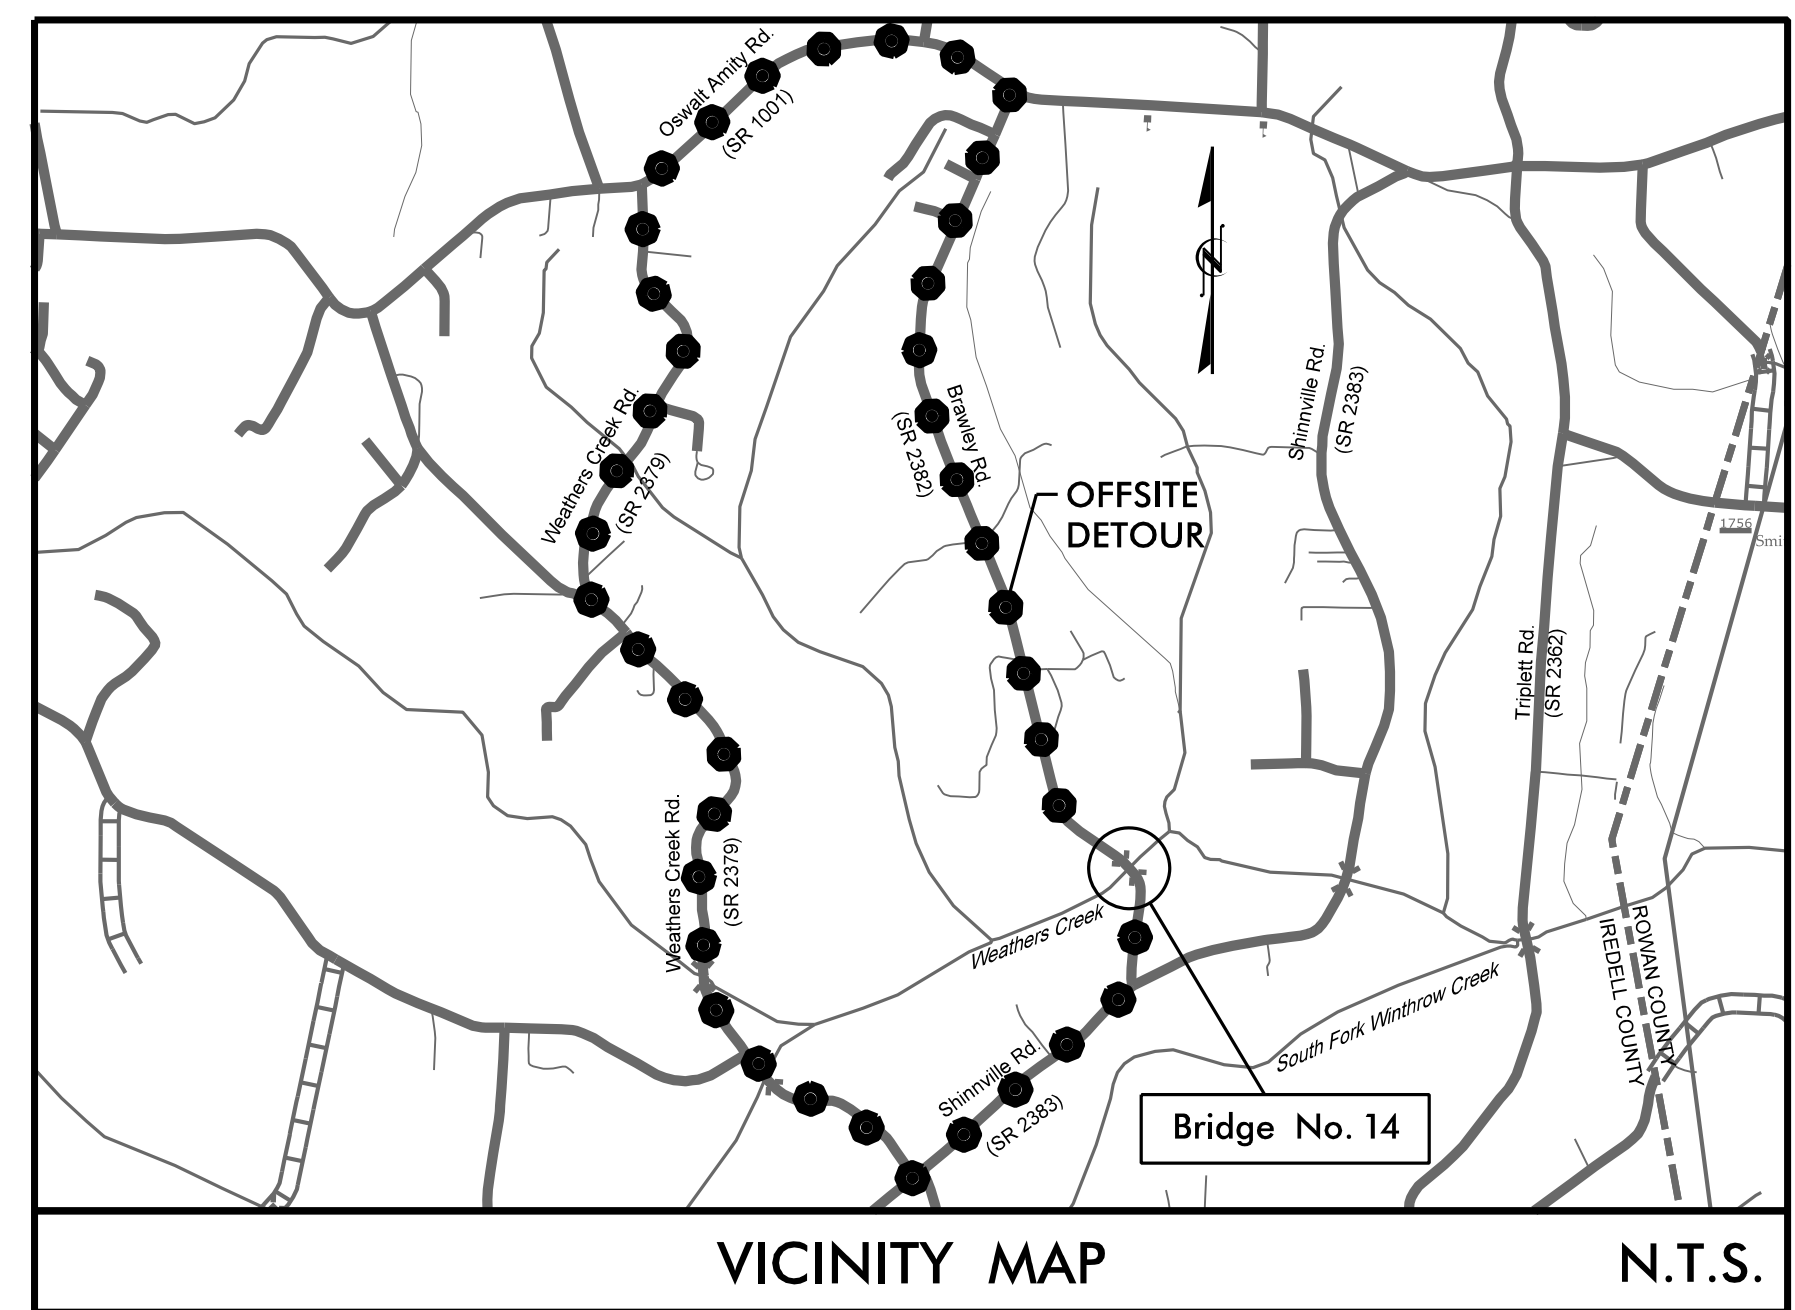 Oswalt Amity Rd.
(SR 1001)
Brawley Rd.
(SR 2382)
Shinnville Rd.
(SR 2383)
Weathers Creek Rd.
(SR 2379)
OFFSITE
DETOUR
N
1756
Smi
Triplett Rd.
(SR 2362)
Weathers Creek Rd.
(SR 2379)
Weathers Creek
South Fork Winthrow Creek
ROWAN COUNTY
IREDELL COUNTY
Shinnville Rd.
(SR 2383)
Bridge No. 14
VICINITY MAP
N.T.S.